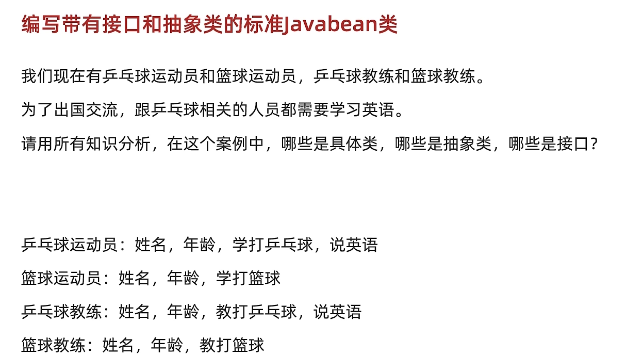 编写带有接口和抽象类的标准Javabean类
我们现在有乒乓球运动员和篮球运动员，乒乓球教练和篮球教练。
为了出国交流，跟乒乓球相关的人员都需要学习英语。
请用所有知识分析，在这个案例中，哪些是具体类，哪些是抽象类，哪些是接口？
乒乓球运动员：姓名，年龄，学打乒乓球，说英语
篮球运动员：姓名，年龄，学打篮球
乒乓球教练：姓名，年龄，教打乒乓球，说英语
篮球教练：姓名，年龄，教打篮球